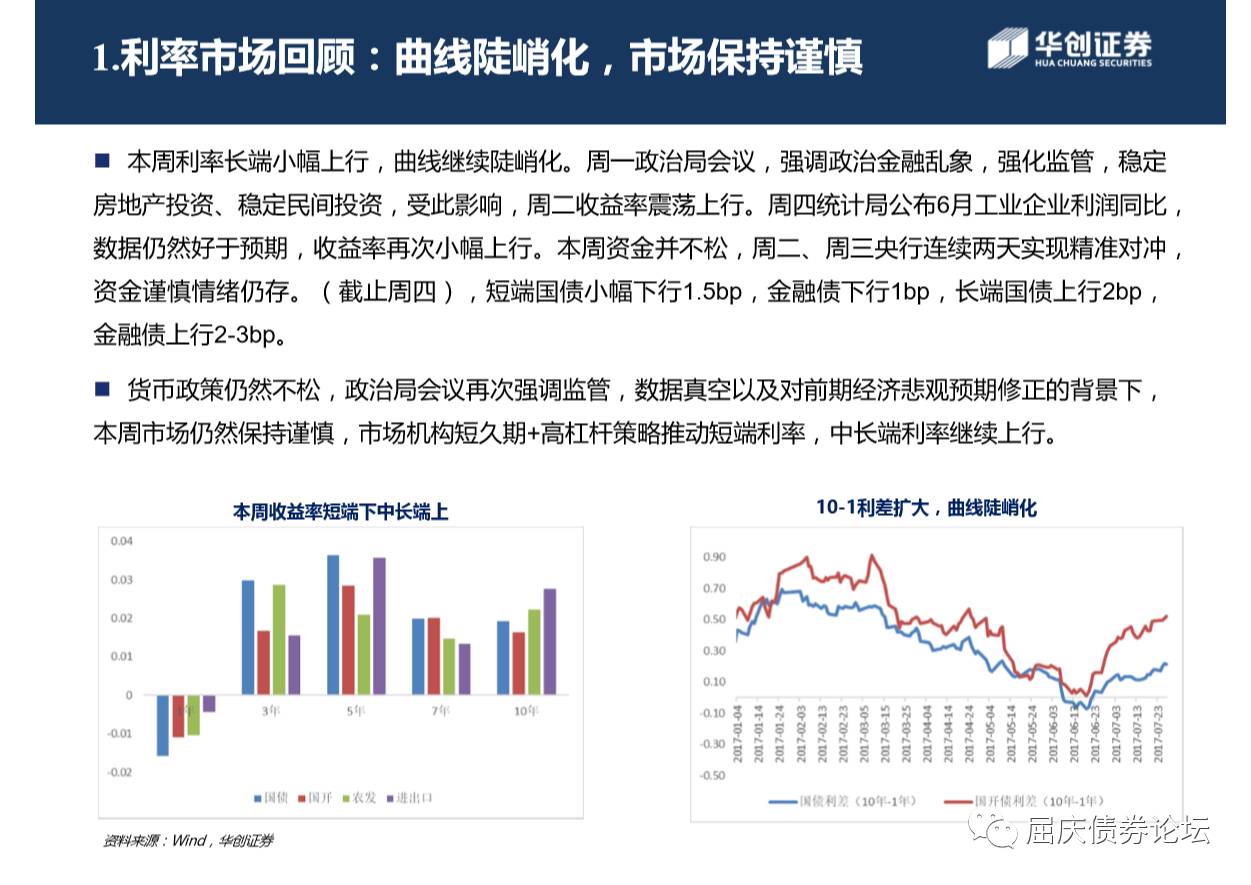 1.利率市场回顾：曲线陡峭化，市场保持谨慎
华创证券
HUA CHUANG SECURITIES
本周利率长端小幅上行，曲线继续陡峭化。周一政治局会议，强调政治金融乱象，强化监管，稳定
房地产投资、稳定民间投资，受此影响，周二收益率震荡上行。周四统计局公布6月工业企业利润同比，
数据仍然好于预期，收益率再次小幅上行。本周资金并不松，周二、周三央行连续两天实现精准对冲，
资金谨慎情绪仍存。（截止周四），短端国债小幅下行1.5bp，金融债下行1bp，长端国债上行2bp，
金融债上行2-3bp。
货币政策仍然不松，政治局会议再次强调监管，数据真空以及对前期经济悲观预期修正的背景下，
本周市场仍然保持谨慎，市场机构短久期+高杠杆策略推动短端利率，中长端利率继续上行。
本周收益率短端下中长端上
0.04
0.03
0.02
0.01
0
-0.01
-0.02
1年 3年 5年 7年 10年
国债 国开 农发 进出口
10-1利差扩大，曲线陡峭化
0.90
0.70
0.50
0.30
0.10
-0.10
-0.30
-0.50
2017-01-04
2017-01-14
2017-01-24
2017-02-03
2017-02-13
2017-02-23
2017-03-05
2017-03-15
2017-03-25
2017-04-04
2017-04-14
2017-04-24
2017-05-04
2017-05-14
2017-05-24
2017-06-03
2017-06-13
2017-06-23
2017-07-03
2017-07-13
2017-07-23
国债利差（10年-1年） 国开债利差（10年-1年）
资料来源：Wind，华创证券
屈庆债券论坛